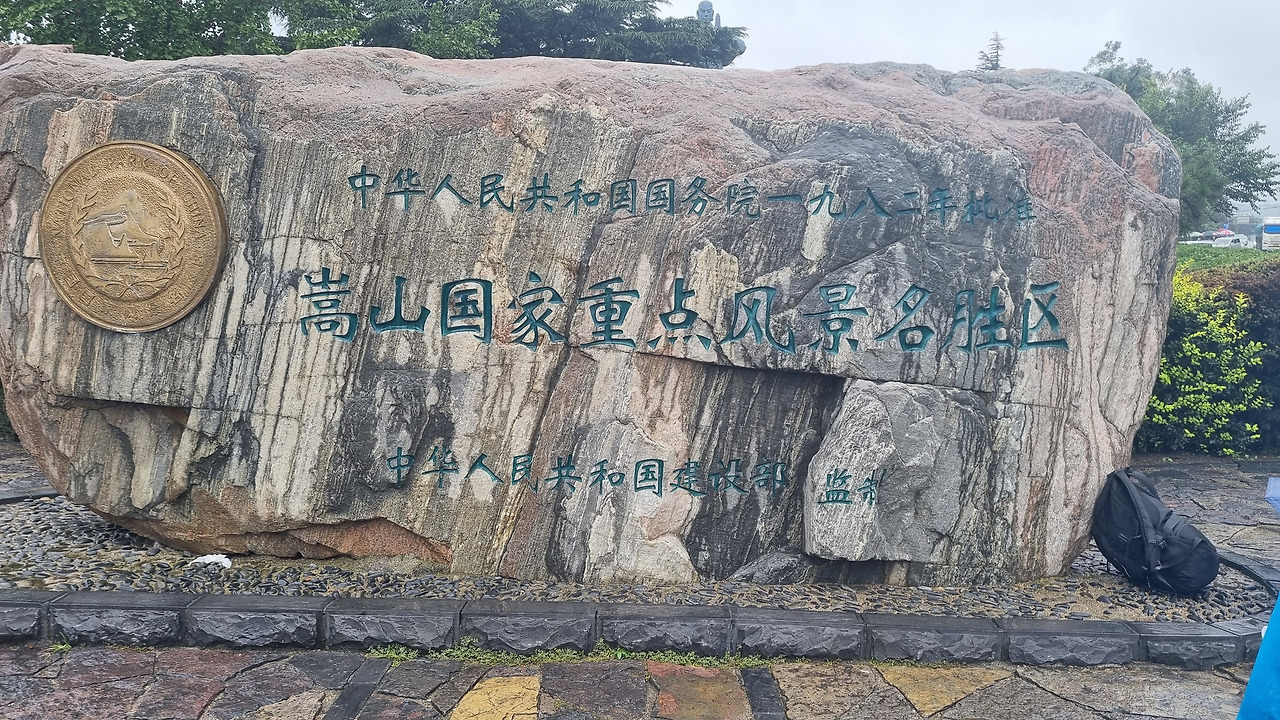 中华人民共和国国务院一九八二年批准
嵩山国家重点风景名胜区
中华人民共和国建设部 监制